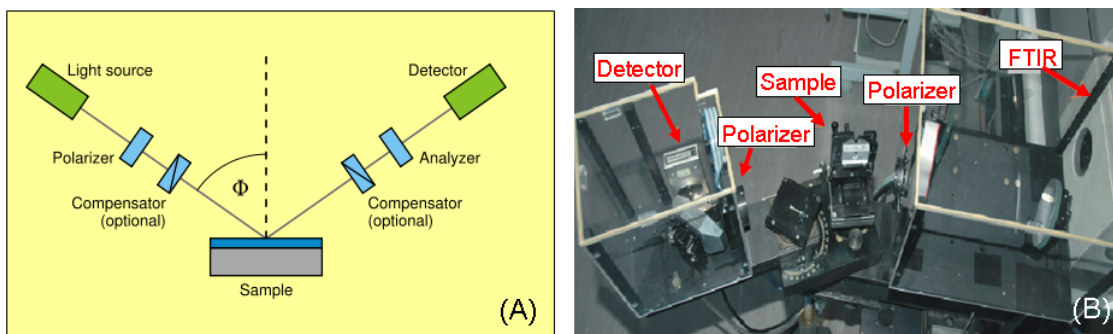 Light source
Detector
Polarizer
Analyzer
Compensator
(optional)
Φ
Compensator
(optional)
Sample
(A)
FTIR
Detector
Sample
Polarizer
Polarizer
(B)